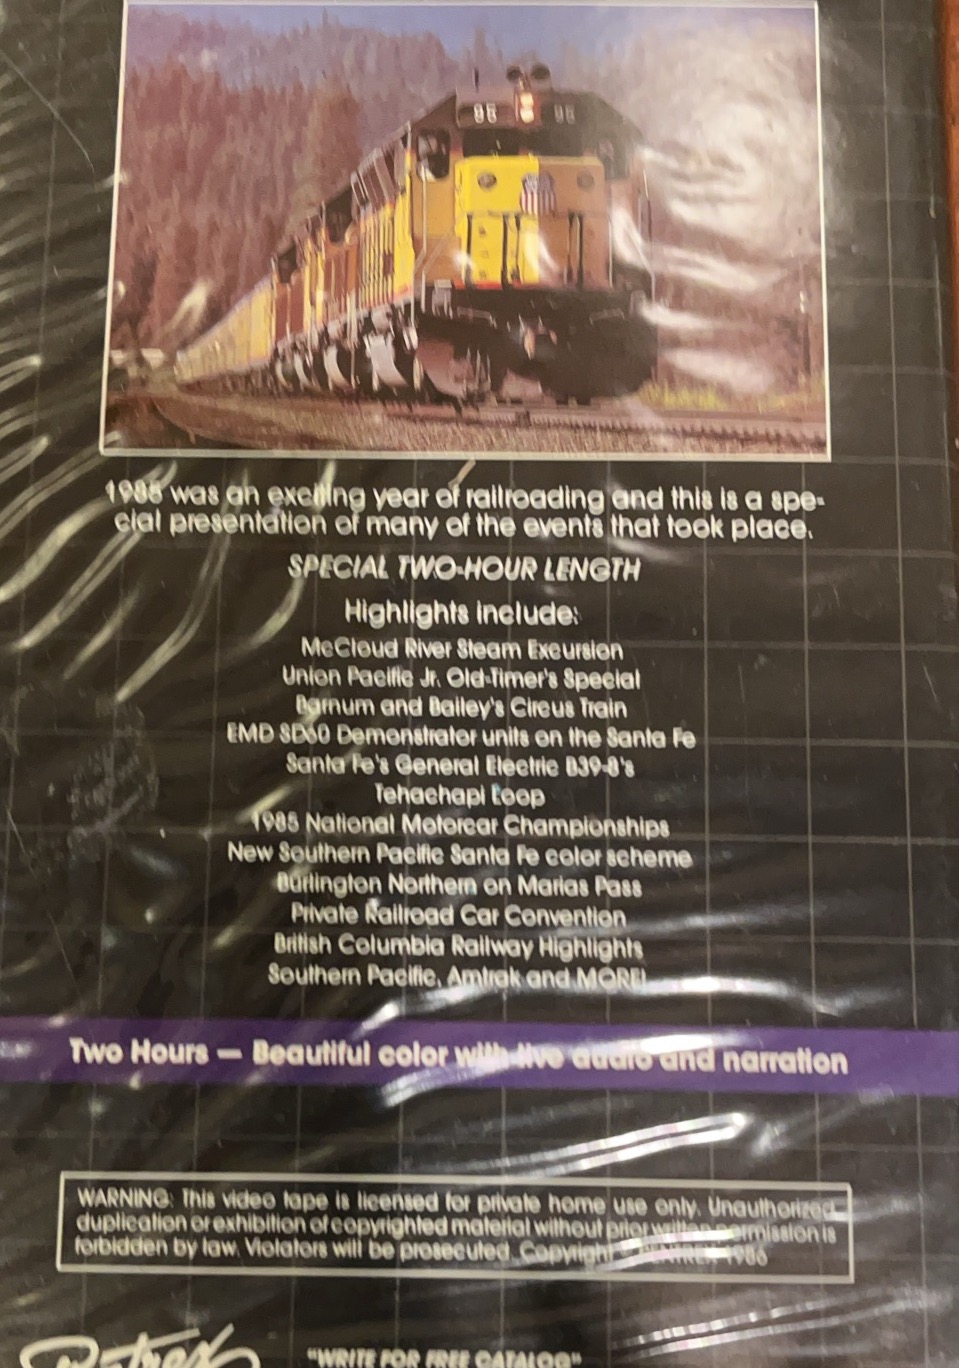 95 95
1985 was an exciting year of railroading and this is a spe-
cial presentation of many of the events that took place.
SPECIAL TWO-HOUR LENGTH
Highlights include:
McCloud River Steam Excursion
Union Pacific Jr. Old-Timer's Special
Barnum and Bailey's Circus Train
EMD SD60 Demonstrator units on the Santa Fe
Santa Fe's General Electric B39-8's
Tehachapi Loop
1985 National Motorcar Championships
New Southern Pacific Santa Fe color scheme
Burlington Northern on Marias Pass
Private Railroad Car Convention
British Columbia Railway Highlights
Southern Pacific, Amtrak and MORE!
Two Hours — Beautiful color with live audio and narration
WARNING: This video tape is licensed for private home use only. Unauthorized
duplication or exhibition of copyrighted material without prior written permission is
forbidden by law. Violators will be prosecuted. Copyright PENTREX 1986
Pentrex
"WRITE FOR FREE CATALOG"